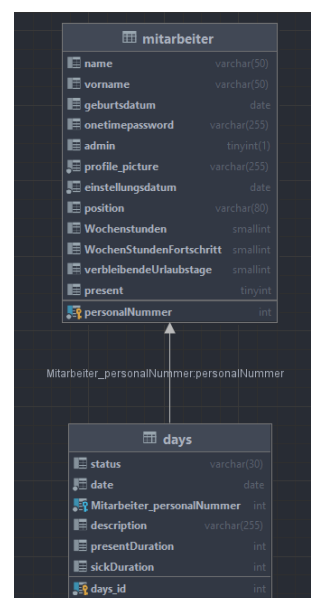 mitarbeiter
name varchar(50)
vorname varchar(50)
geburtsdatum date
onetimepassword varchar(255)
admin tinyint(1)
profile_picture varchar(255)
einstellungsdatum date
position varchar(80)
Wochenstunden smallint
WochenStundenFortschritt smallint
verbleibendeUrlaubstage smallint
present tinyint
personalNummer int
Mitarbeiter_personalNummer:personalNummer
days
status varchar(30)
date date
Mitarbeiter_personalNummer int
description varchar(255)
presentDuration int
sickDuration int
days_id int